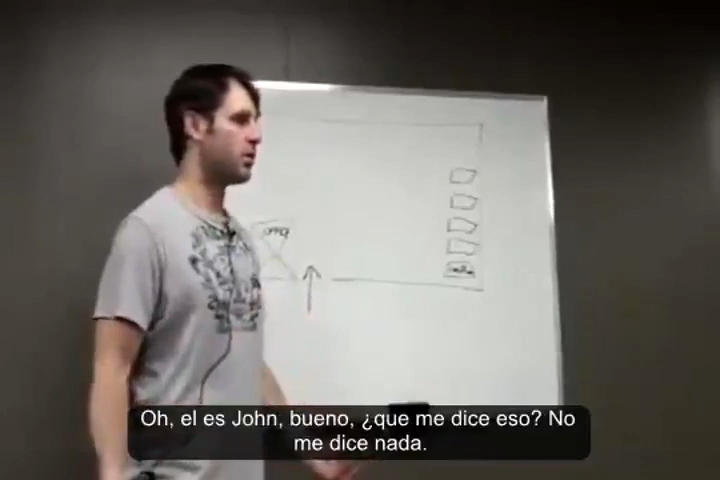 Oh, el es John, bueno, ¿que me dice eso? No
me dice nada.